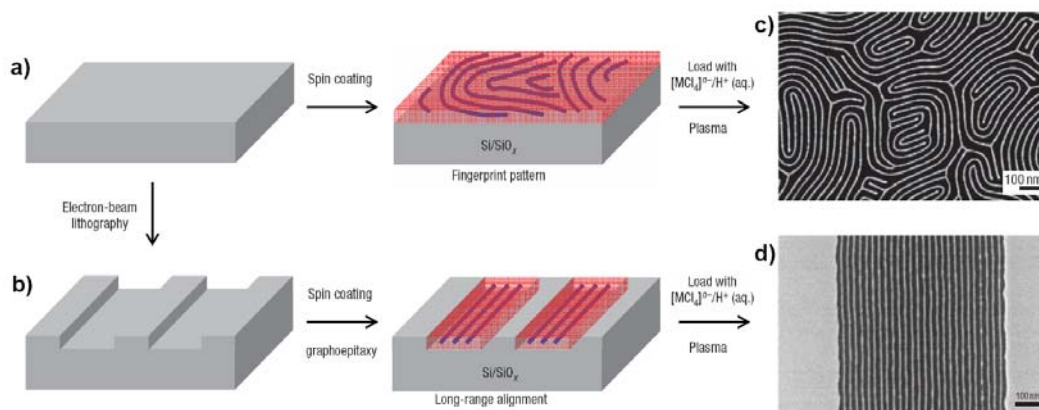 a)
Spin coating
Si/SiOₓ
Fingerprint pattern
Load with
[MCl₄]ⁿ⁻/H⁺ (aq.)
Plasma
c)
100 nm
Electron-beam
lithography
b)
Spin coating
graphoepitaxy
Si/SiOₓ
Long-range alignment
Load with
[MCl₄]ⁿ⁻/H⁺ (aq.)
Plasma
d)
100 nm